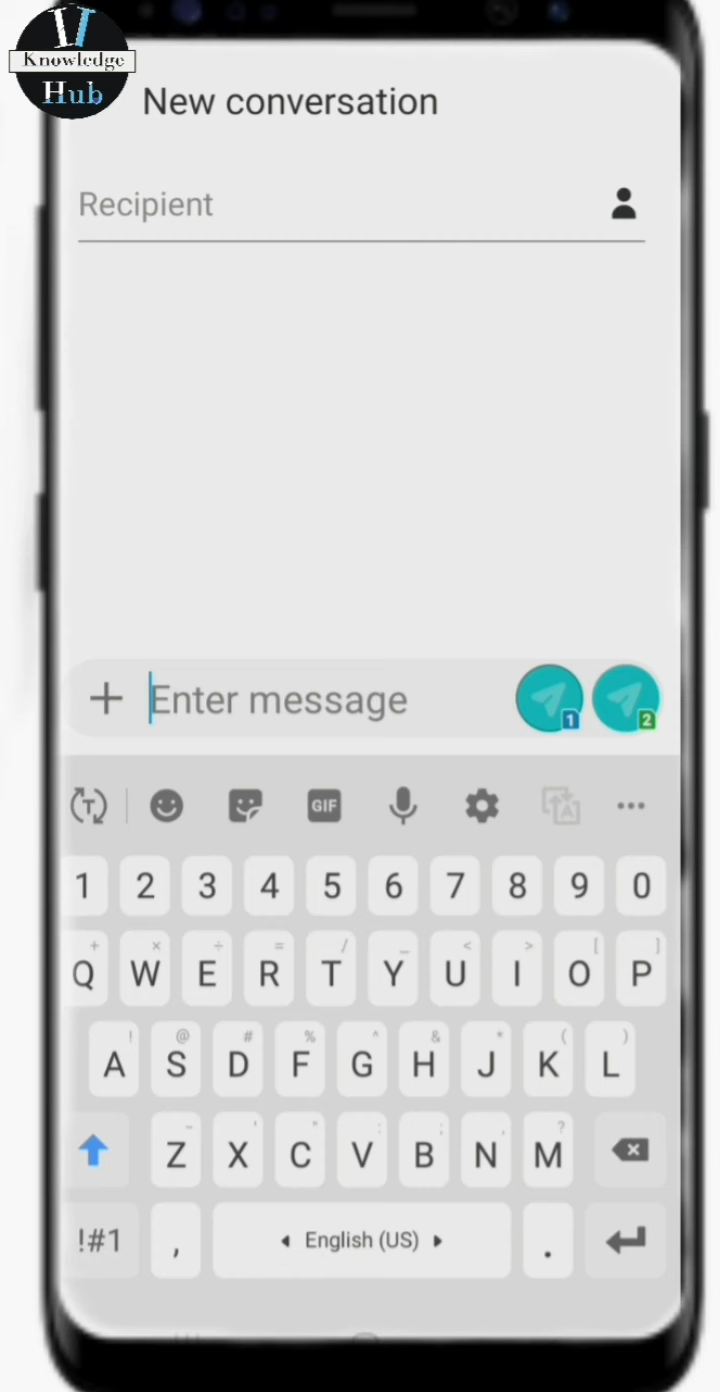 Knowledge
Hub
New conversation
Recipient
Enter message
1
2
T
GIF
A
1 2 3 4 5 6 7 8 9 0
+ × ÷ = / _ < > [ ]
Q W E R T Y U I O P
! @ # % ^ & * ( )
A S D F G H J K L
- ' " : ; , ?
Z X C V B N M
!#1 , English (US) .